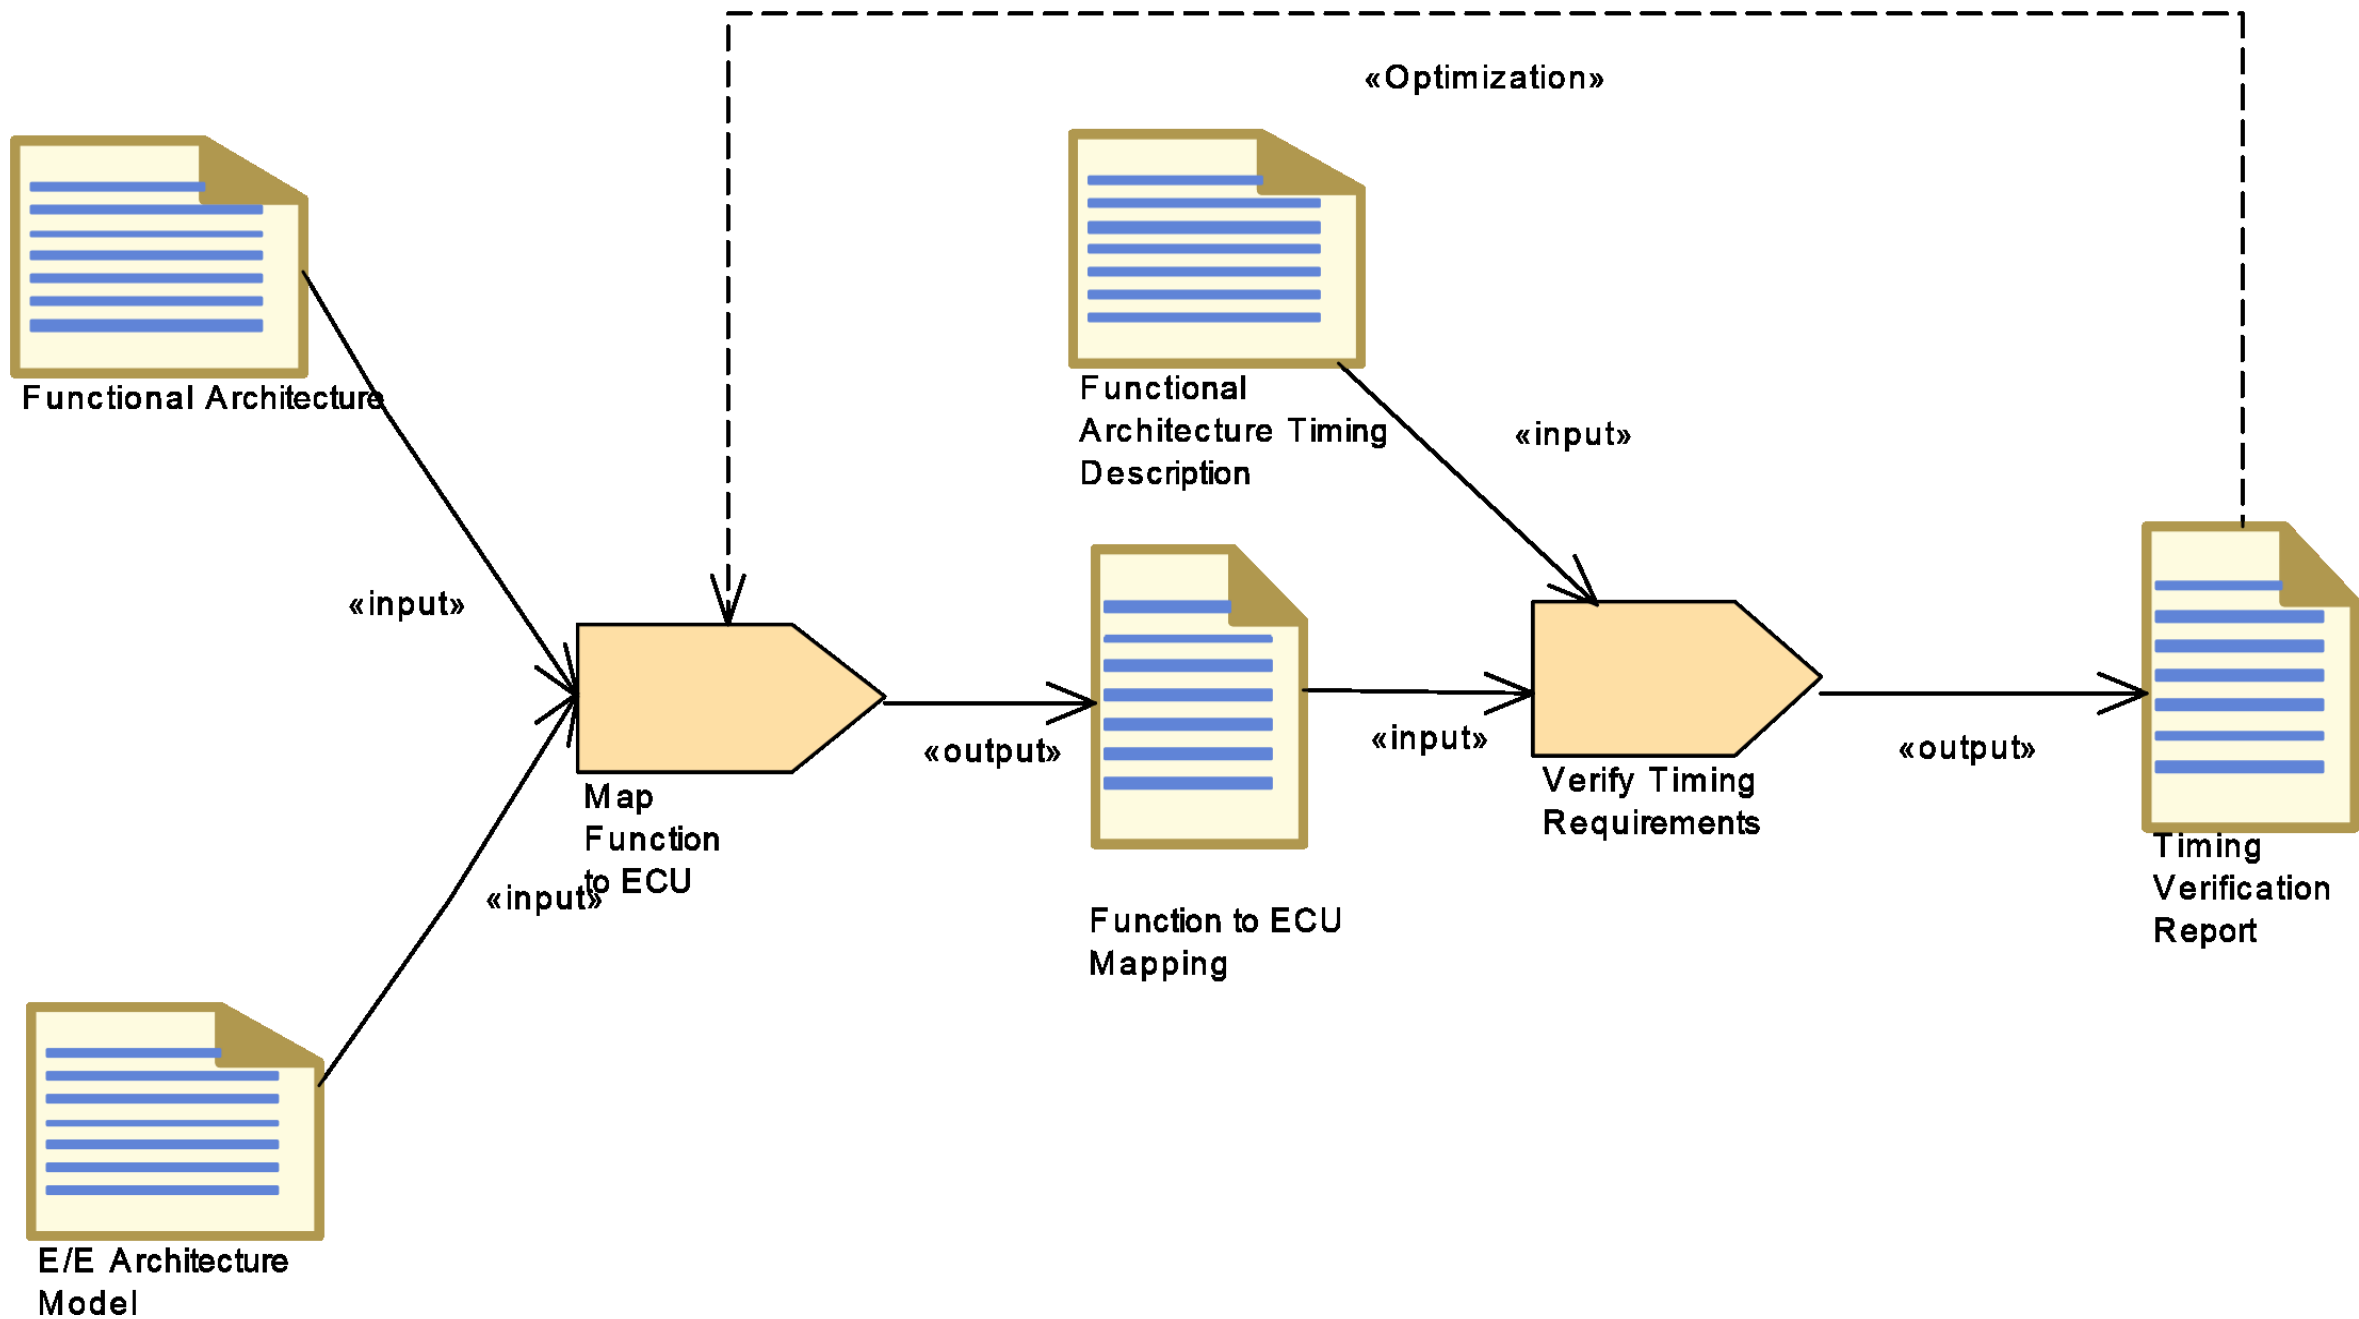 «Optimization»
Functional Architecture
Functional
Architecture Timing
Description
«input»
«input»
«output»
«input»
«output»
Map
Function
to ECU
«input»
Verify Timing
Requirements
Timing
Verification
Report
Function to ECU
Mapping
E/E Architecture
Model